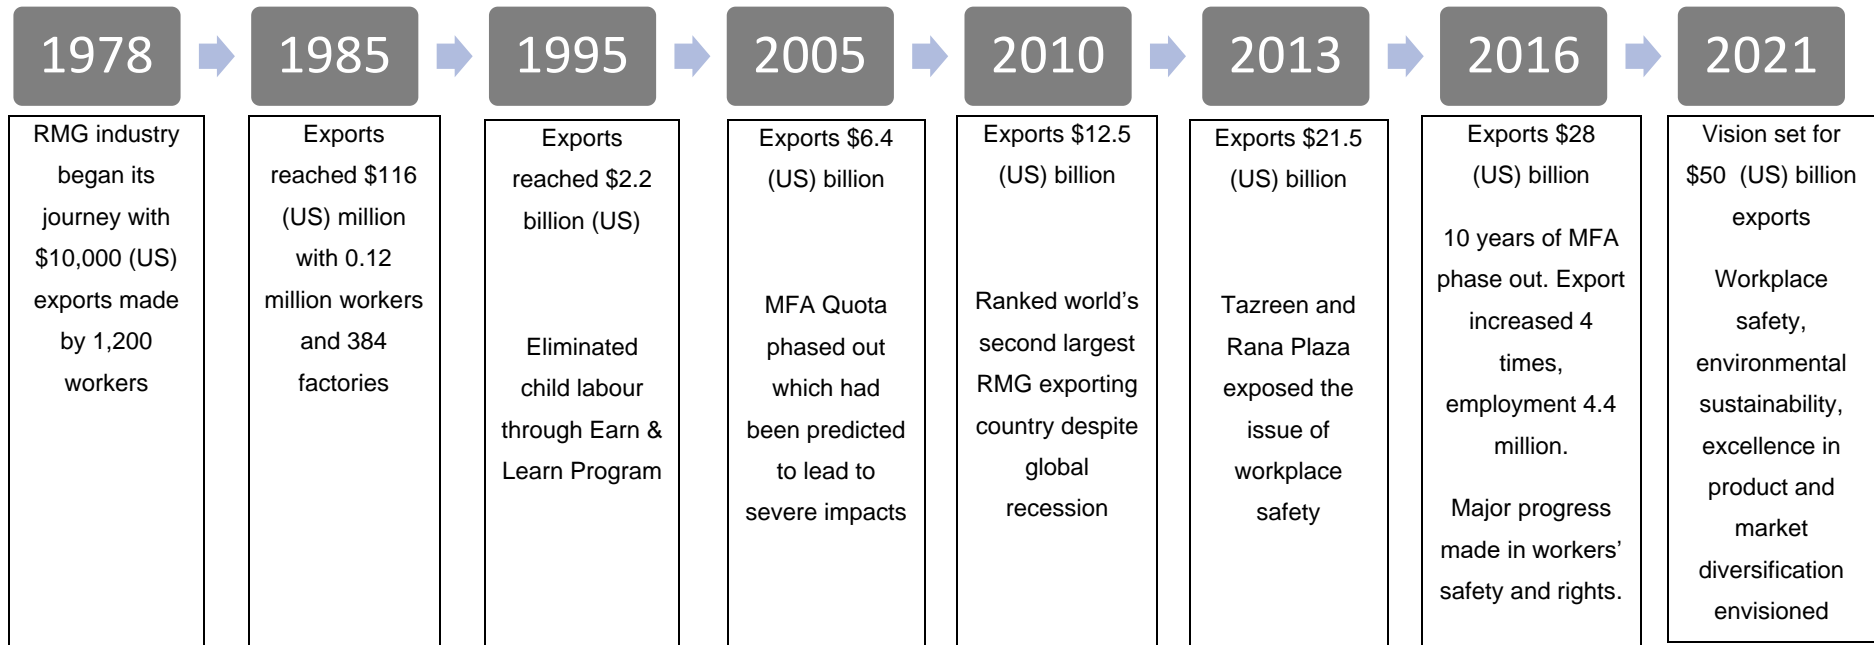 1978
1985
1995
2005
2010
2013
2016
2021
RMG industry
began its
journey with
$10,000 (US)
exports made
by 1,200
workers
Exports
reached $116
(US) million
with 0.12
million workers
and 384
factories
Exports
reached $2.2
billion (US)
Eliminated
child labour
through Earn &
Learn Program
Exports $6.4
(US) billion
MFA Quota
phased out
which had
been predicted
to lead to
severe impacts
Exports $12.5
(US) billion
Ranked world’s
second largest
RMG exporting
country despite
global
recession
Exports $21.5
(US) billion
Tazreen and
Rana Plaza
exposed the
issue of
workplace
safety
Exports $28
(US) billion
10 years of MFA
phase out. Export
increased 4
times,
employment 4.4
million.
Major progress
made in workers’
safety and rights.
Vision set for
$50 (US) billion
exports
Workplace
safety,
environmental
sustainability,
excellence in
product and
market
diversification
envisioned